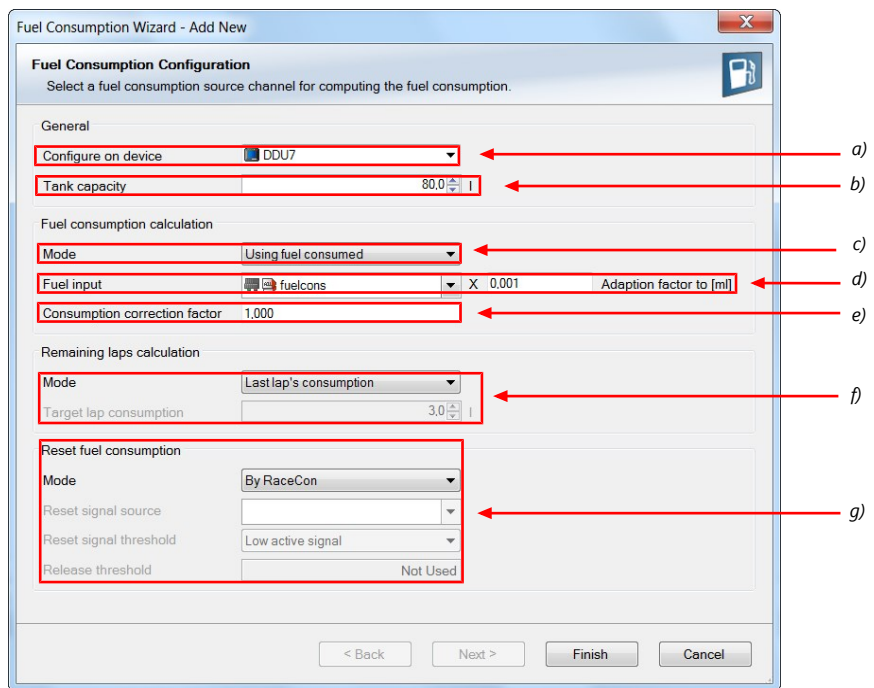 Fuel Consumption Wizard - Add New
X
Fuel Consumption Configuration
Select a fuel consumption source channel for computing the fuel consumption.
General
Configure on device DDU7 a)
Tank capacity 80,0 l b)
Fuel consumption calculation
Mode Using fuel consumed c)
Fuel input fuelcons X 0,001 Adaption factor to [ml] d)
Consumption correction factor 1,000 e)
Remaining laps calculation
Mode Last lap's consumption
f)
Target lap consumption 3,0 l
Reset fuel consumption
Mode By RaceCon
Reset signal source g)
Reset signal threshold Low active signal
Release threshold Not Used
< Back Next > Finish Cancel